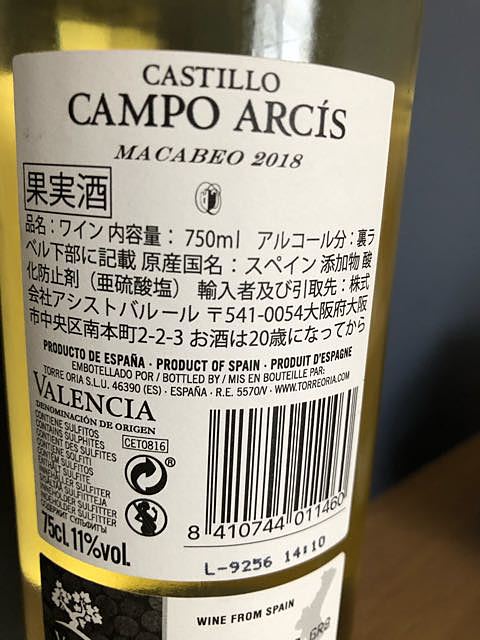 CASTILLO
CAMPO ARCÍS
MACABEO 2018
果実酒
品名：ワイン 内容量： 750ml アルコール分：裏ラ
ベル下部に記載 原産国名：スペイン 添加物 酸
化防止剤（亜硫酸塩） 輸入者及び引取先：株式
会社アシストバルール 〒541-0054大阪府大阪
市中央区南本町2-2-3 お酒は20歳になってから
PRODUCTO DE ESPAÑA · PRODUCT OF SPAIN · PRODUIT D'ESPAGNE
EMBOTELLADO POR / BOTTLED BY / MIS EN BOUTEILLE PAR:
TORRE ORIA S.L.U. 46390 (ES) · ESPAÑA · R.E. 5570/V · WWW.TORREORIA.COM
VALENCIA
DENOMINACIÓN DE ORIGEN
CONTIENE SULFITOS
CONTAINS SULPHITES
CONTIENT DES SULFITES
CONTIENE SOLFITI
CONTÉM SULFITOS
CET0816
75cl. 11%vol.
8 410744 011460
L-9256 14:10
WINE FROM SPAIN